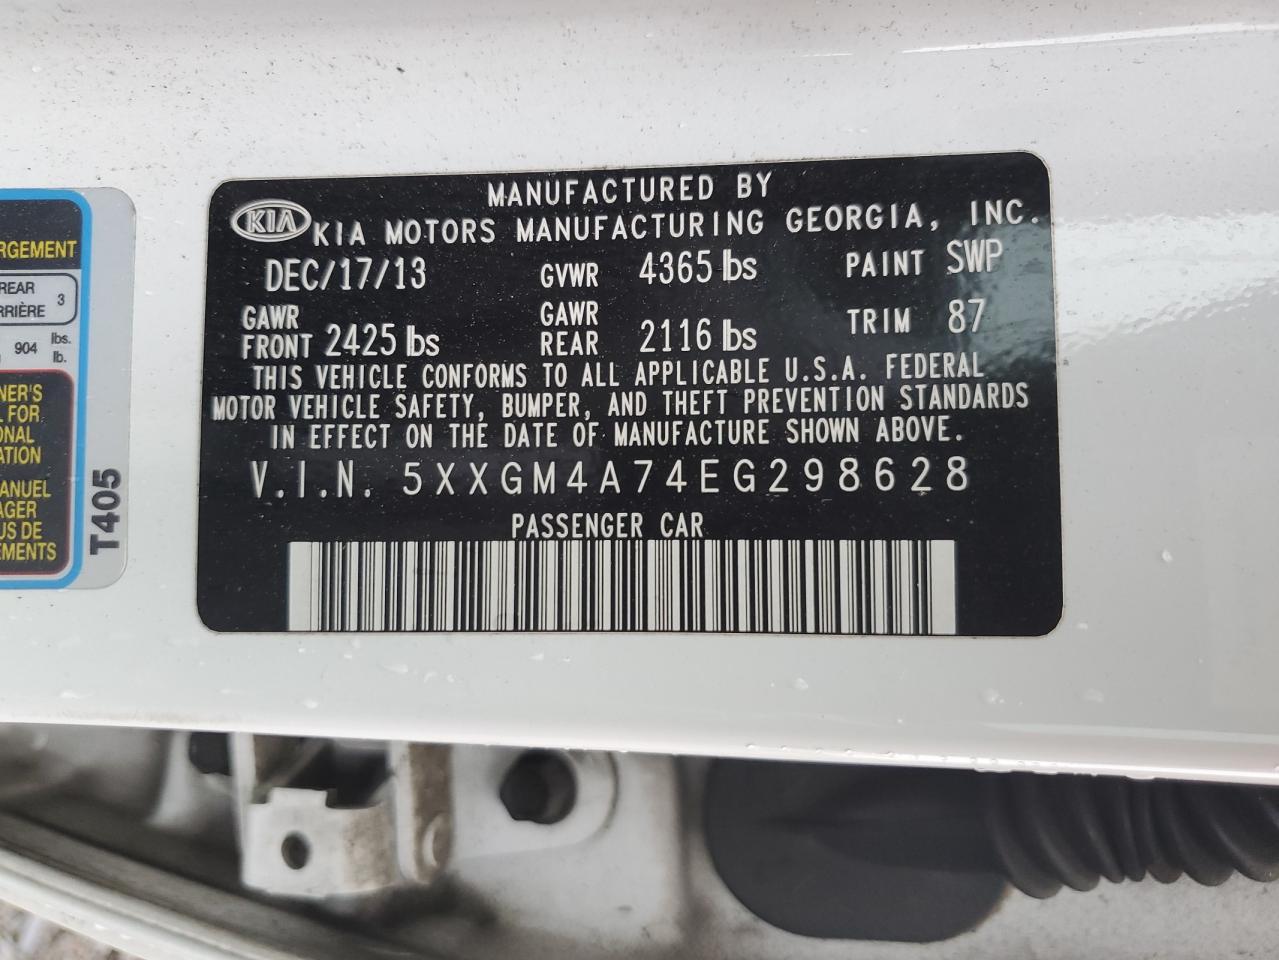 RGEMENT
REAR
RRIÈRE 3
904 lbs.
lb.
NER'S
L FOR
ONAL
ATION
ANUEL
AGER
US DE
EMENTS
T405
MANUFACTURED BY
KIA KIA MOTORS MANUFACTURING GEORGIA, INC.
DEC/17/13 GVWR 4365 lbs PAINT SWP
GAWR FRONT 2425 lbs GAWR REAR 2116 lbs TRIM 87
THIS VEHICLE CONFORMS TO ALL APPLICABLE U.S.A. FEDERAL
MOTOR VEHICLE SAFETY, BUMPER, AND THEFT PREVENTION STANDARDS
IN EFFECT ON THE DATE OF MANUFACTURE SHOWN ABOVE.
V.I.N. 5XXGM4A74EG298628
PASSENGER CAR